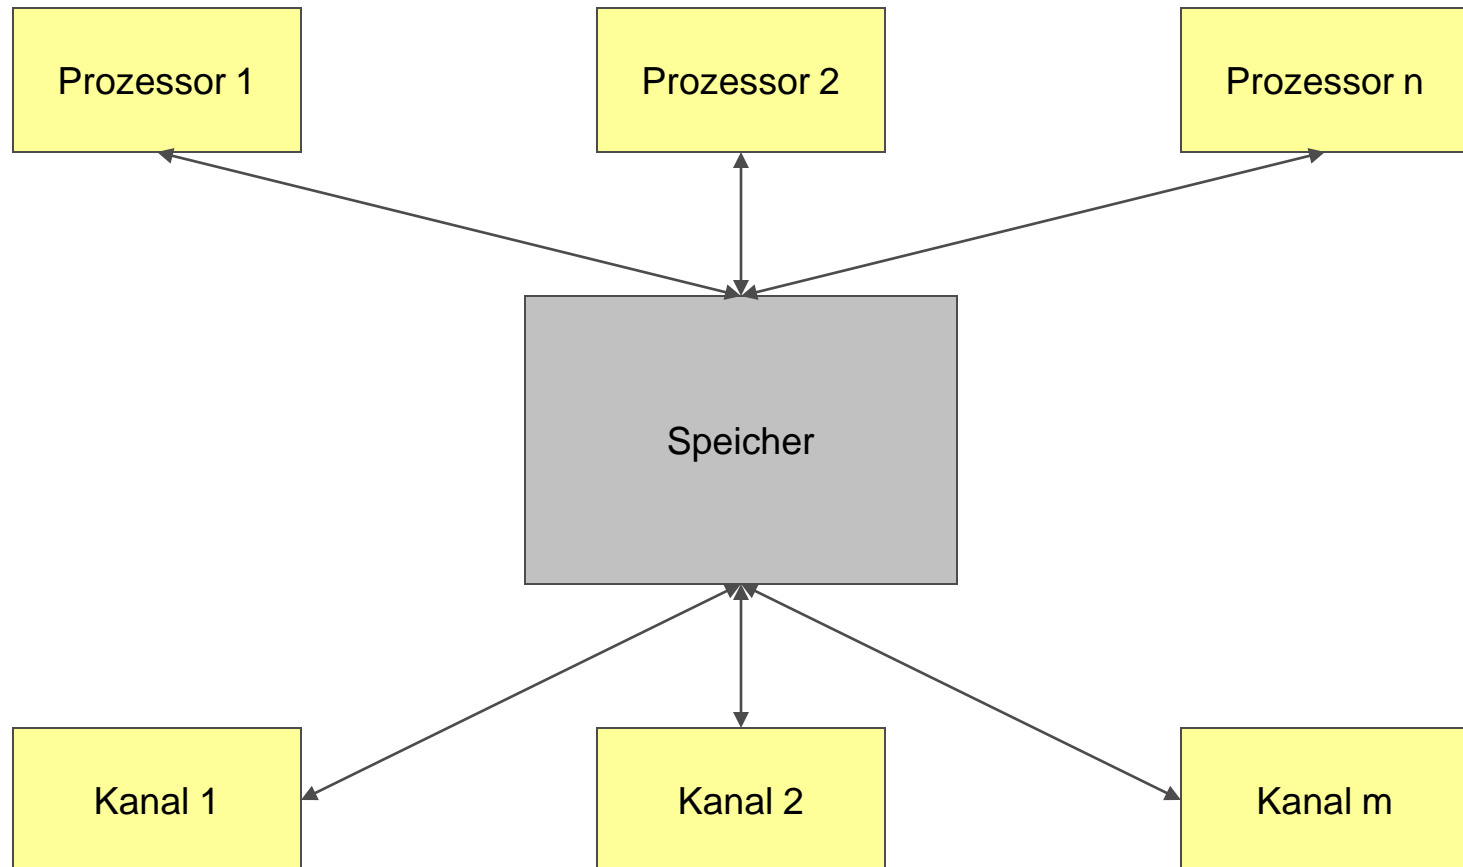 Prozessor 1
Prozessor 2
Prozessor n
Speicher
Kanal 1
Kanal 2
Kanal m